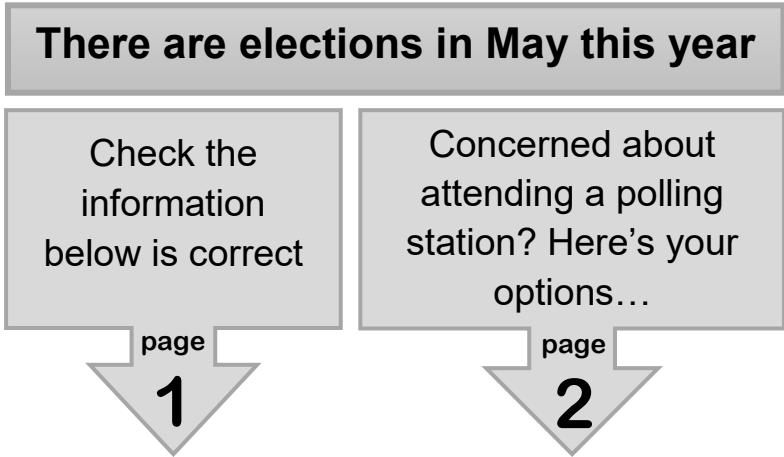 There are elections in May this year
Check the
information
below is correct
page
1
Concerned about
attending a polling
station? Here’s your
options…
page
2